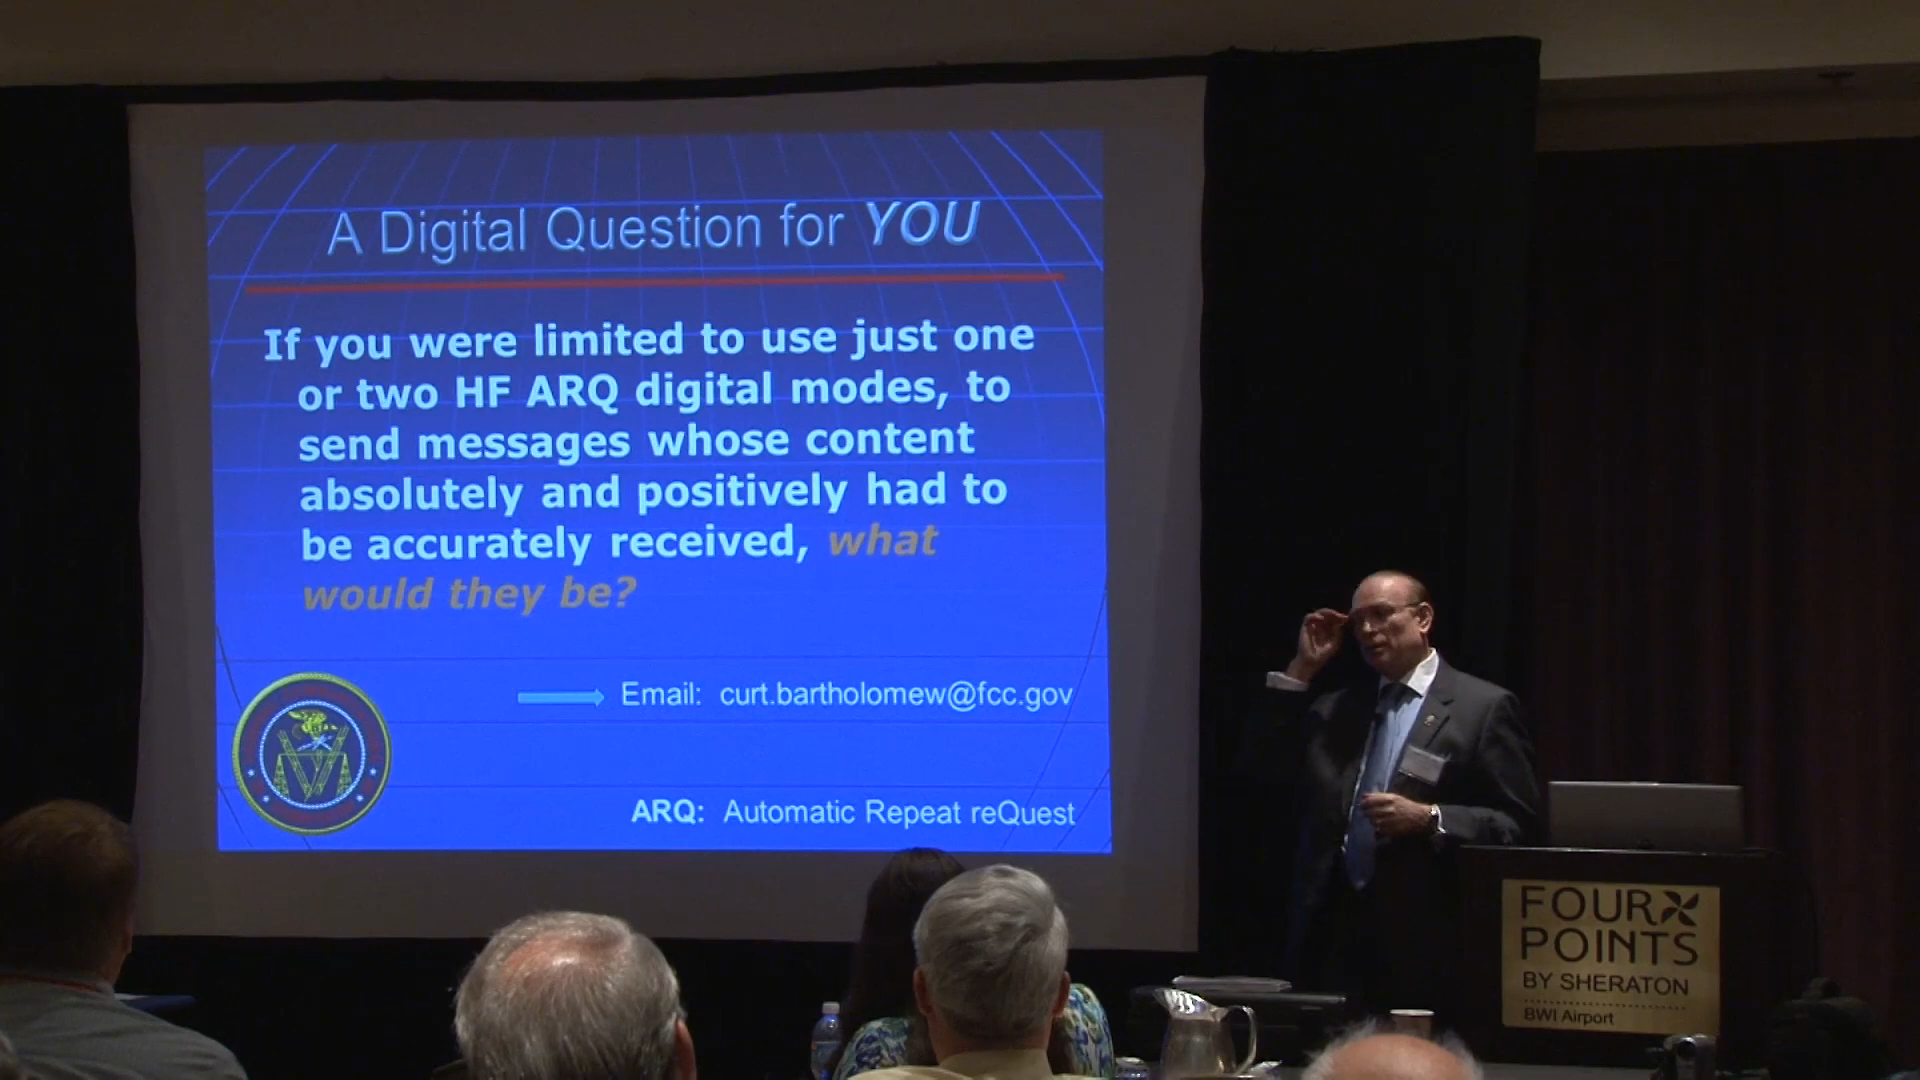 A Digital Question for YOU
If you were limited to use just one
or two HF ARQ digital modes, to
send messages whose content
absolutely and positively had to
be accurately received, what
would they be?
Email: curt.bartholomew@fcc.gov
ARQ: Automatic Repeat reQuest
FOUR POINTS
BY SHERATON
BWI Airport